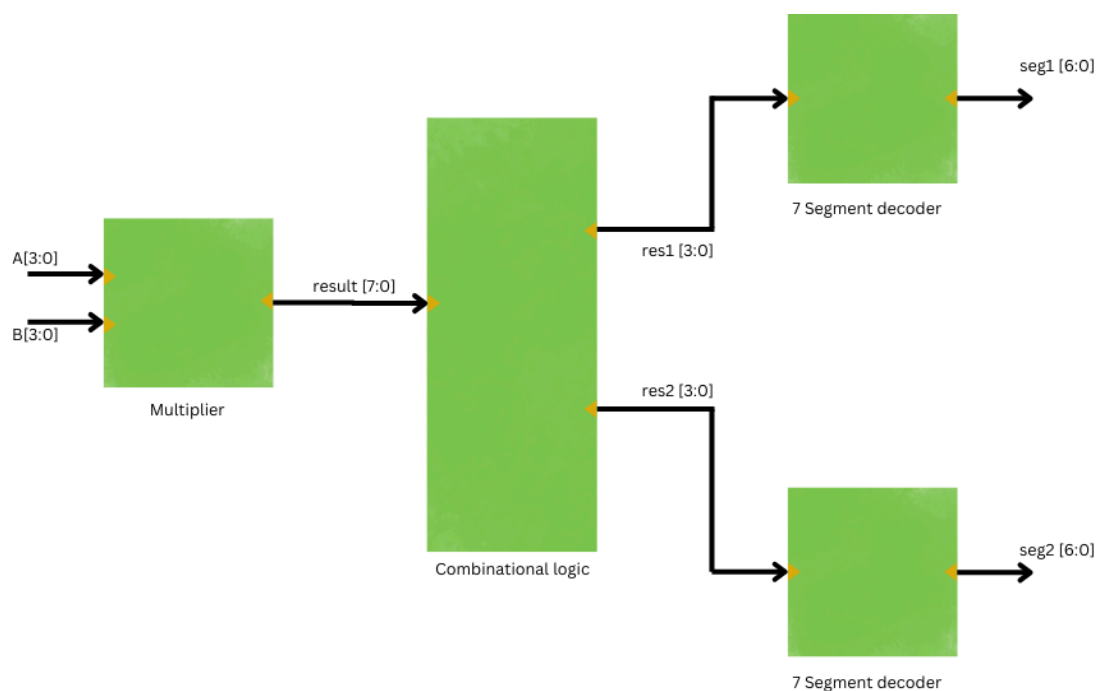 A[3:0]
B[3:0]
Multiplier
result [7:0]
Combinational logic
res1 [3:0]
res2 [3:0]
7 Segment decoder
seg1 [6:0]
7 Segment decoder
seg2 [6:0]